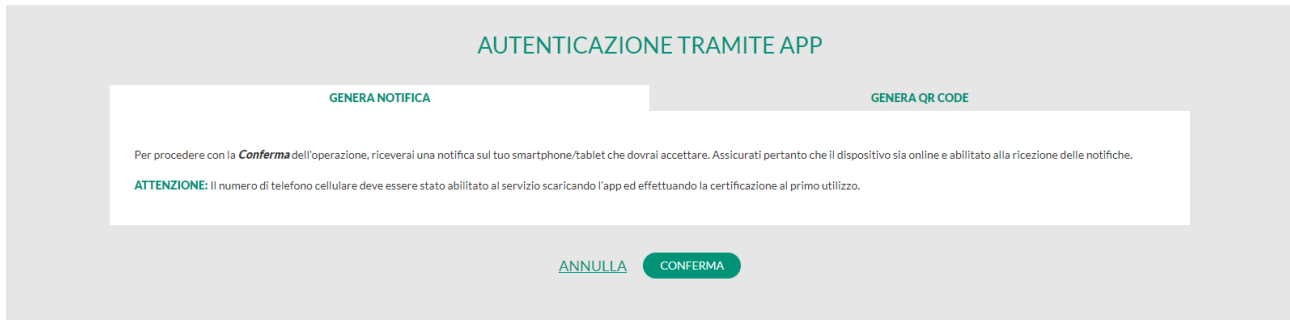 AUTENTICAZIONE TRAMITE APP
GENERA NOTIFICA
GENERA QR CODE
Per procedere con la Conferma dell'operazione, riceverai una notifica sul tuo smartphone/tablet che dovrai accettare. Assicurati pertanto che il dispositivo sia online e abilitato alla ricezione delle notifiche.
ATTENZIONE: Il numero di telefono cellulare deve essere stato abilitato al servizio scaricando l'app ed effettuando la certificazione al primo utilizzo.
ANNULLA
CONFERMA